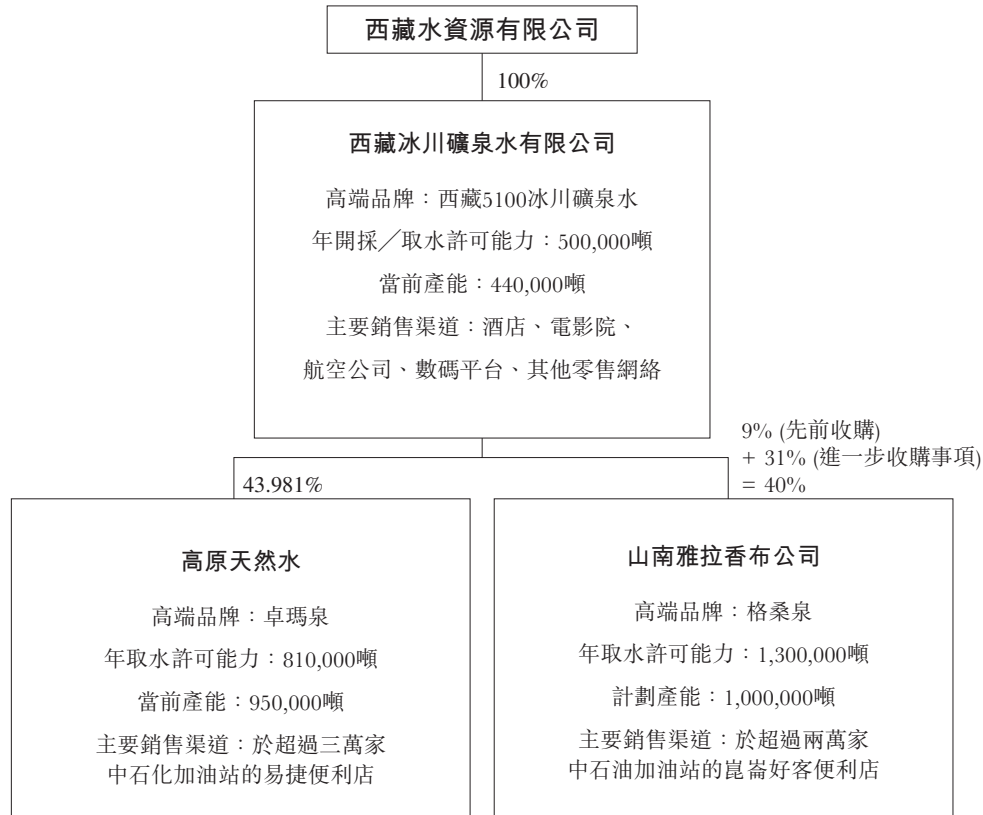 西藏水資源有限公司
100%
西藏冰川礦泉水有限公司
高端品牌：西藏5100冰川礦泉水
年開採／取水許可能力：500,000噸
當前產能：440,000噸
主要銷售渠道：酒店、電影院、
航空公司、數碼平台、其他零售網絡
9% (先前收購)
+ 31% (進一步收購事項)
= 40%
43.981%
高原天然水
高端品牌：卓瑪泉
年取水許可能力：810,000噸
當前產能：950,000噸
主要銷售渠道：於超過三萬家
中石化加油站的易捷便利店
山南雅拉香布公司
高端品牌：格桑泉
年取水許可能力：1,300,000噸
計劃產能：1,000,000噸
主要銷售渠道：於超過兩萬家
中石油加油站的崑崙好客便利店